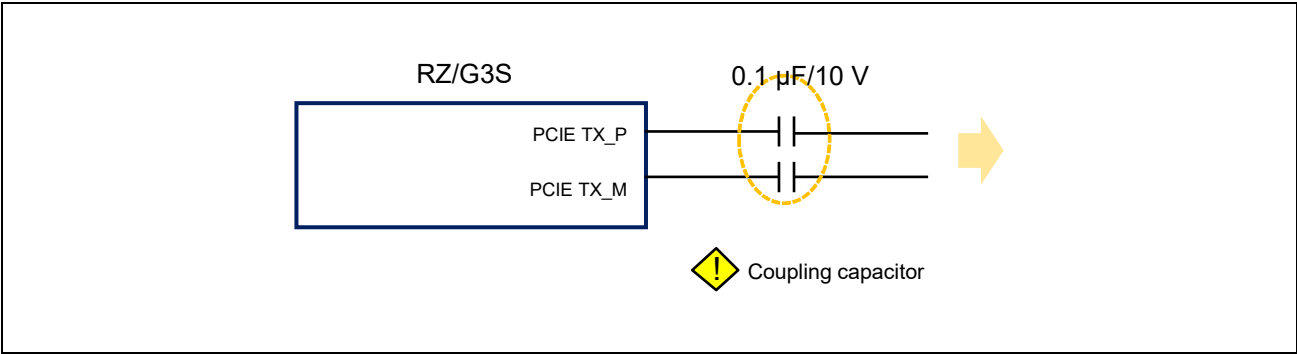 RZ/G3S
0.1 μF/10 V
PCIE TX_P
PCIE TX_M
! Coupling capacitor